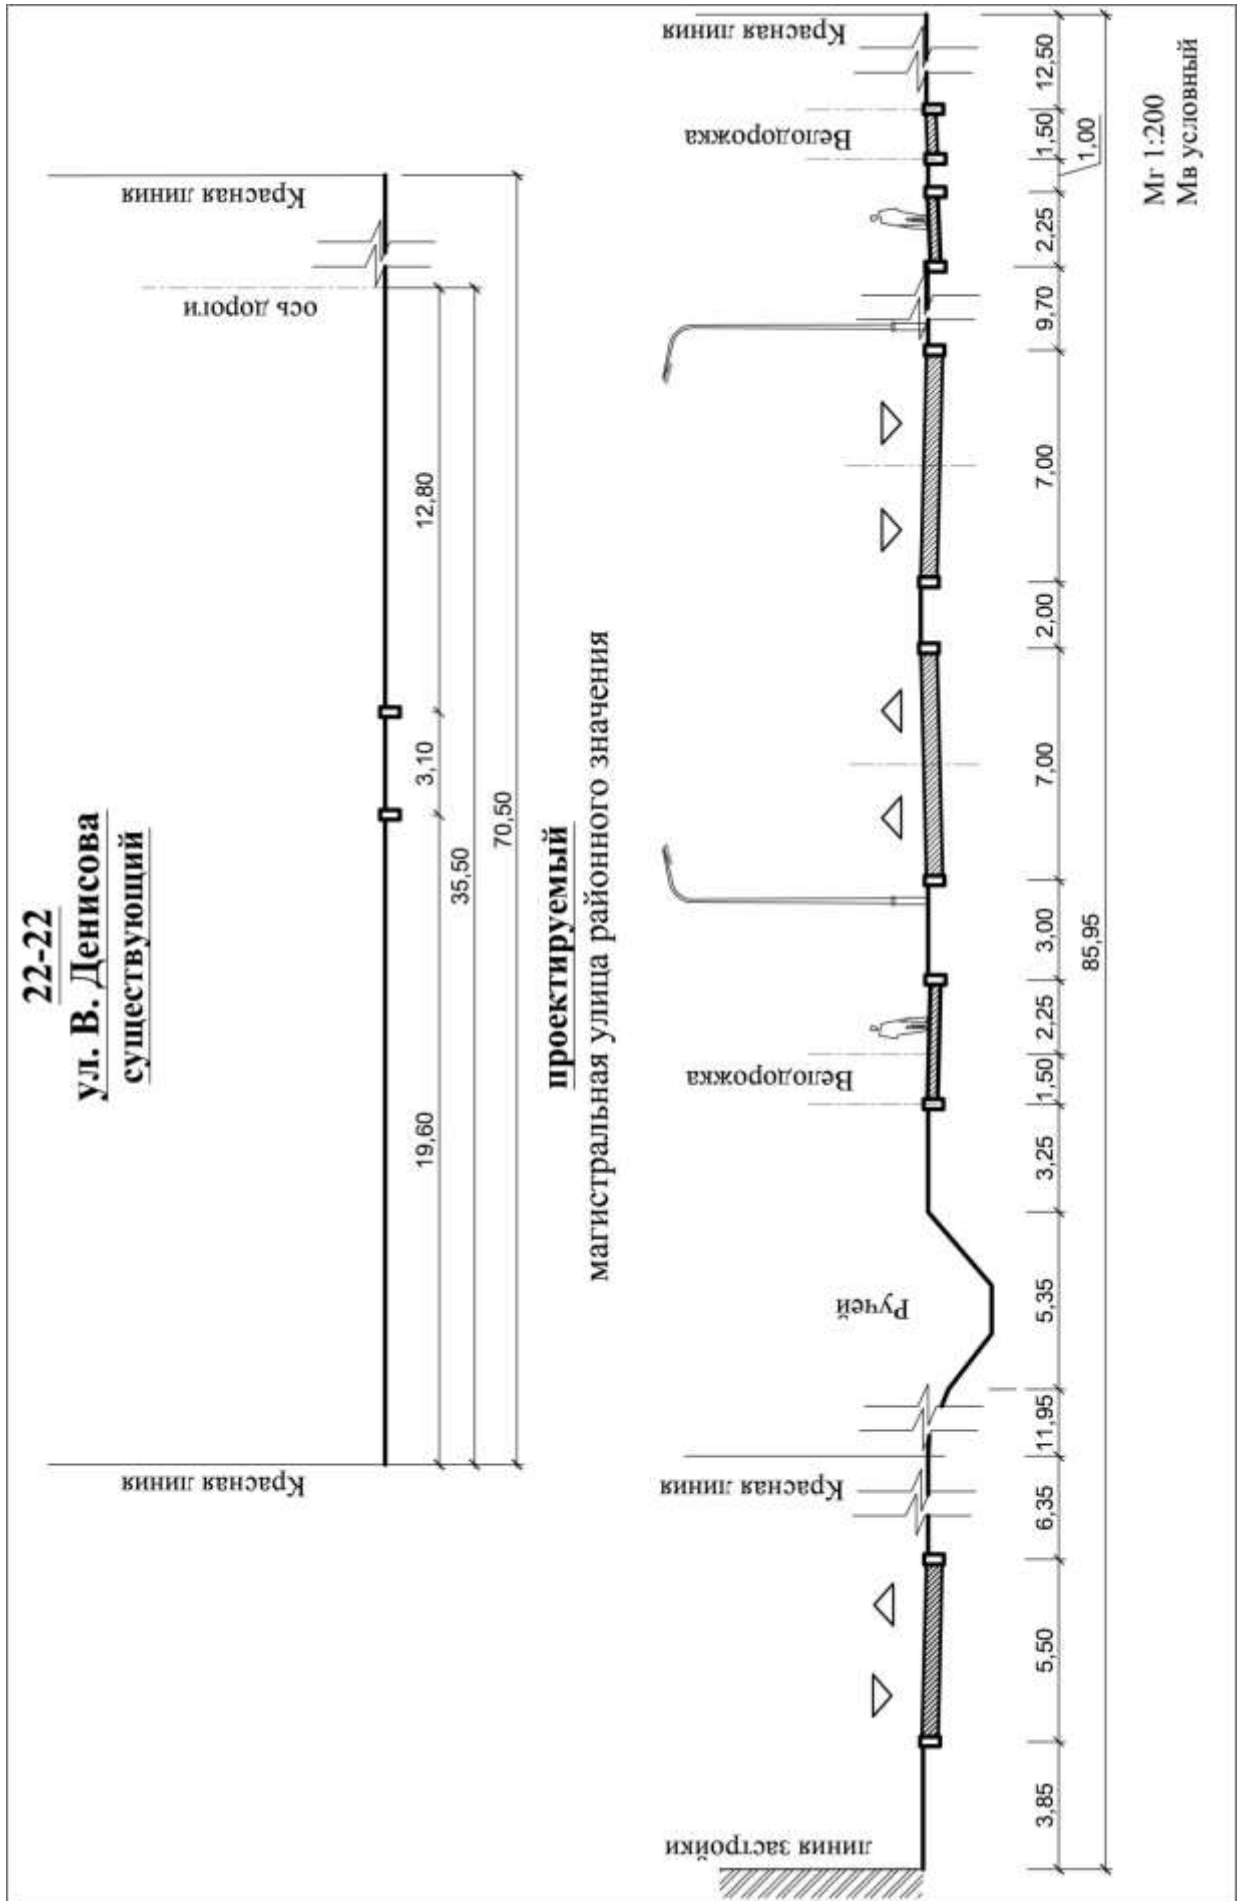 22-22
ул. В. Денисова
существующий
Красная линия
ось дороги
Красная линия
19,60
3,10
12,80
35,50
70,50
проектируемый
магистральная улица районного значения
линия застройки
Красная линия
Ручей
Велодорожка
Велодорожка
Красная линия
3,85
5,50
6,35
11,95
5,35
3,25
1,50
2,25
3,00
7,00
2,00
7,00
9,70
2,25
1,00
1,50
12,50
85,95
Мг 1:200
Мв условный